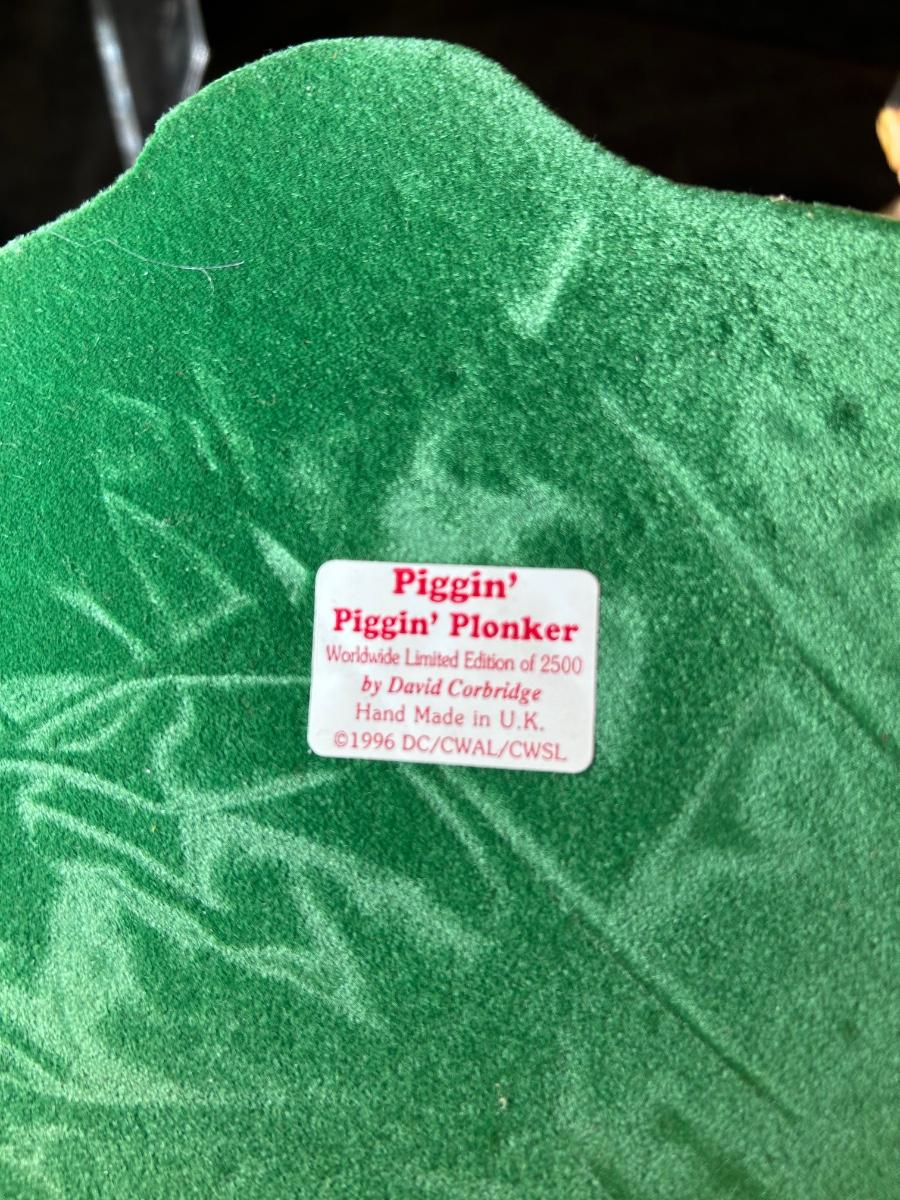 Piggin'
Piggin' Plonker
Worldwide Limited Edition of 2500
by David Corbridge
Hand Made in U.K.
©1996 DC/CWAL/CWSL